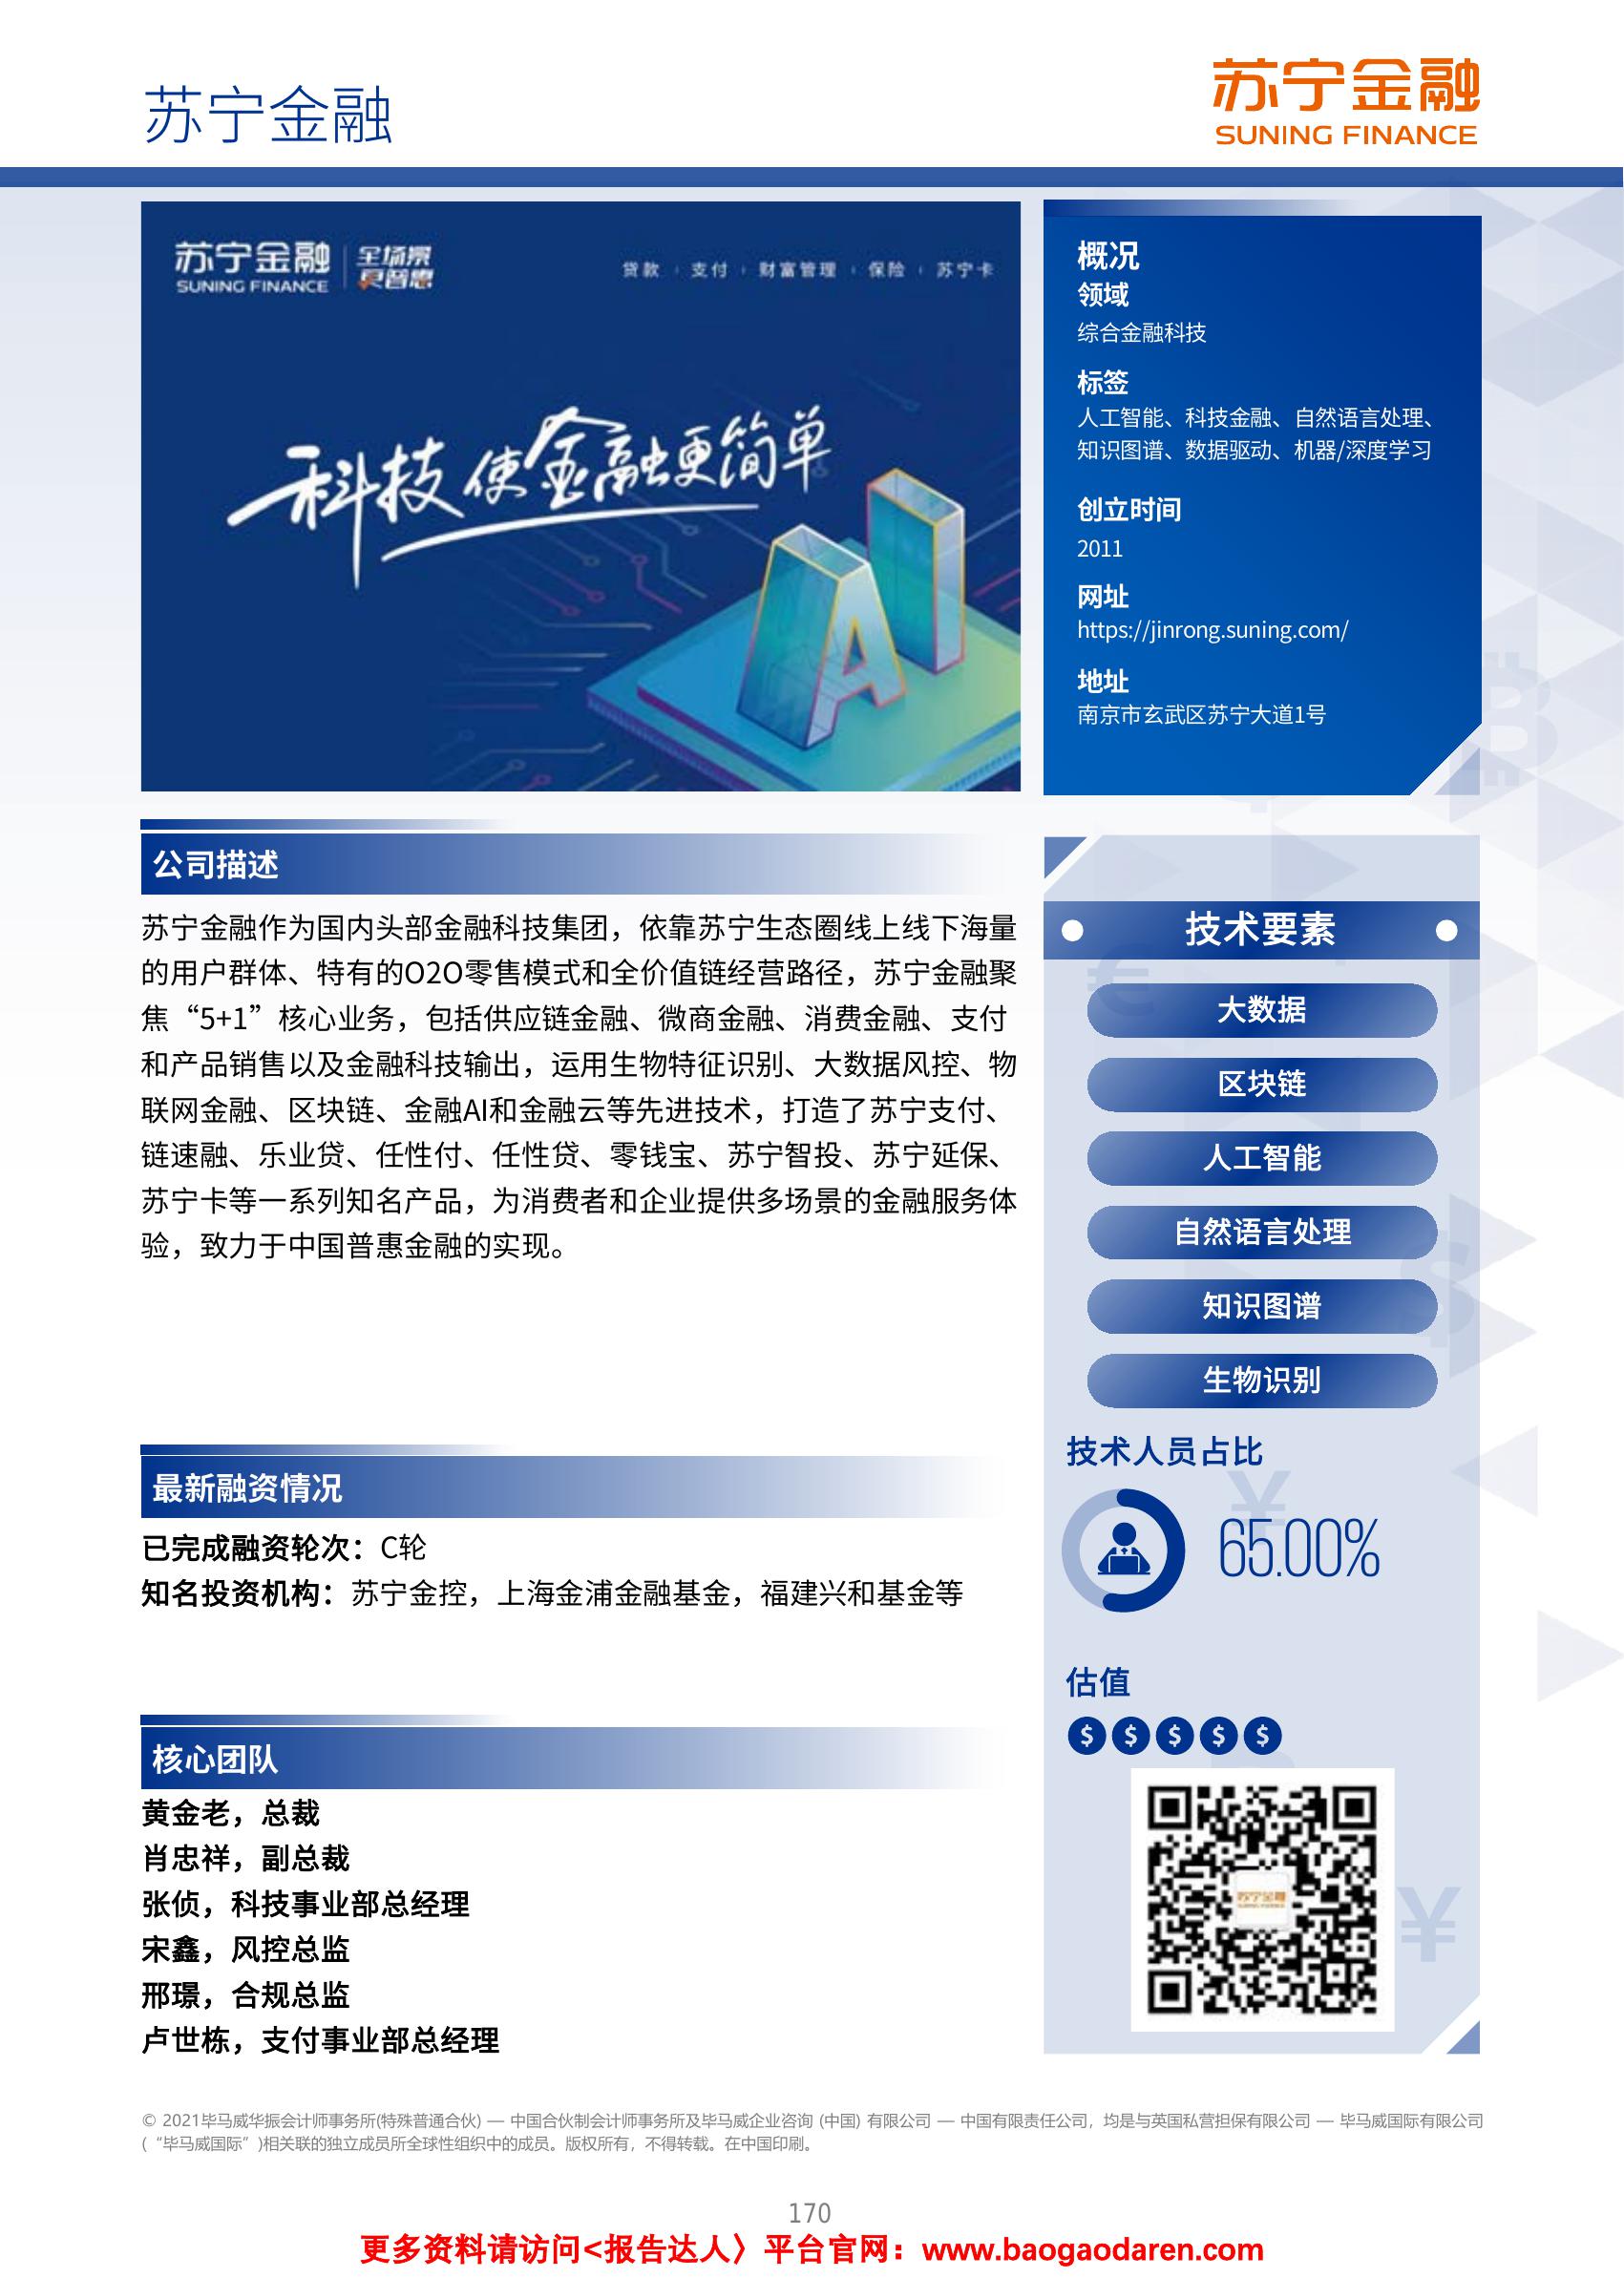 苏宁金融
苏宁金融
SUNING FINANCE
苏宁金融
SUNING FINANCE
全场景
更普惠
贷款 支付 财富管理 保险 苏宁卡
科技使金融更简单
AI
概况
领域
综合金融科技
标签
人工智能、科技金融、自然语言处理、
知识图谱、数据驱动、机器/深度学习
创立时间
2011
网址
https://jinrong.suning.com/
地址
南京市玄武区苏宁大道1号
公司描述
苏宁金融作为国内头部金融科技集团，依靠苏宁生态圈线上线下海量
的用户群体、特有的O2O零售模式和全价值链经营路径，苏宁金融聚
焦“5+1”核心业务，包括供应链金融、微商金融、消费金融、支付
和产品销售以及金融科技输出，运用生物特征识别、大数据风控、物
联网金融、区块链、金融AI和金融云等先进技术，打造了苏宁支付、
链速融、乐业贷、任性付、任性贷、零钱宝、苏宁智投、苏宁延保、
苏宁卡等一系列知名产品，为消费者和企业提供多场景的金融服务体
验，致力于中国普惠金融的实现。
最新融资情况
已完成融资轮次：C轮
知名投资机构：苏宁金控，上海金浦金融基金，福建兴和基金等
核心团队
黄金老，总裁
肖忠祥，副总裁
张侦，科技事业部总经理
宋鑫，风控总监
邢璟，合规总监
卢世栋，支付事业部总经理
技术要素
大数据
区块链
人工智能
自然语言处理
知识图谱
生物识别
技术人员占比
65.00%
估值
$ $ $ $ $
苏宁金融
SUNING FINANCE
© 2021毕马威华振会计师事务所(特殊普通合伙) — 中国合伙制会计师事务所及毕马威企业咨询 (中国) 有限公司 — 中国有限责任公司，均是与英国私营担保有限公司 — 毕马威国际有限公司
(“毕马威国际”)相关联的独立成员所全球性组织中的成员。版权所有，不得转载。在中国印刷。
170
更多资料请访问<报告达人〉平台官网：www.baogaodaren.com